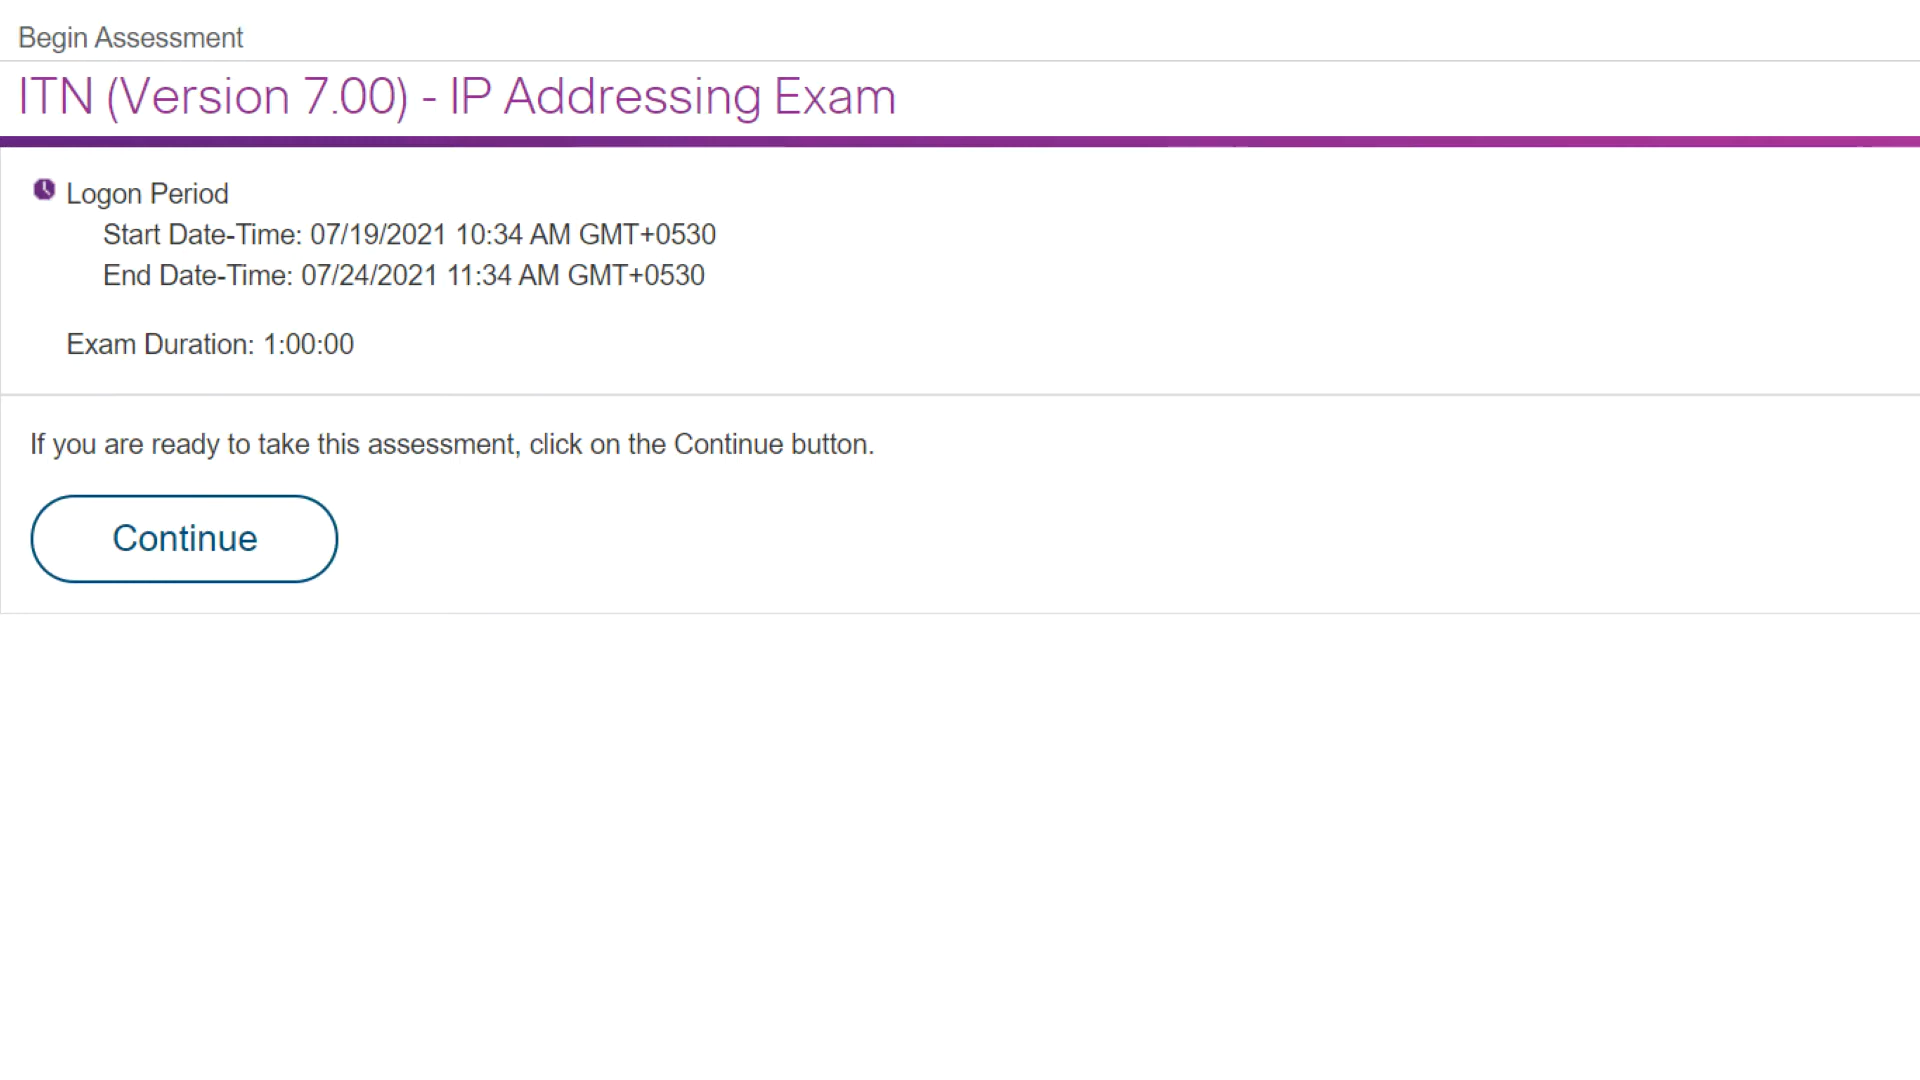 Begin Assessment
ITN (Version 7.00) - IP Addressing Exam
Logon Period
Start Date-Time: 07/19/2021 10:34 AM GMT+0530
End Date-Time: 07/24/2021 11:34 AM GMT+0530
Exam Duration: 1:00:00
If you are ready to take this assessment, click on the Continue button.
Continue